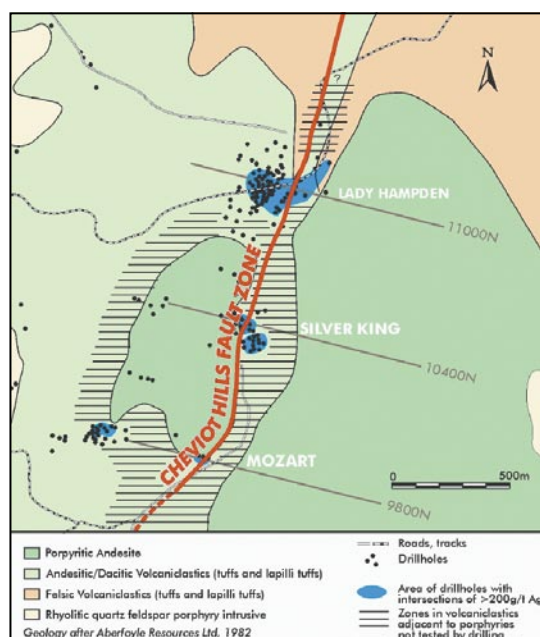 N
?
LADY HAMPDEN
11000N
CHEVIOT HILLS FAULT ZONE
SILVER KING
10400N
MOZART
0 500m
9800N
Porpyritic Andesite
Andesitic/Dacitic Volcaniclastics (tuffs and lapilli tuffs)
Felsic Volcaniclastics (tuffs and lapilli tuffs)
Rhyolitic quartz feldspar porphyry intrusive
Geology after Aberfoyle Resources Ltd. 1982
Roads, tracks
Drillholes
Area of drillholes with
intersections of >200g/t Ag
Zones in volcaniclastics
adjacent to porphyries
not tested by drilling